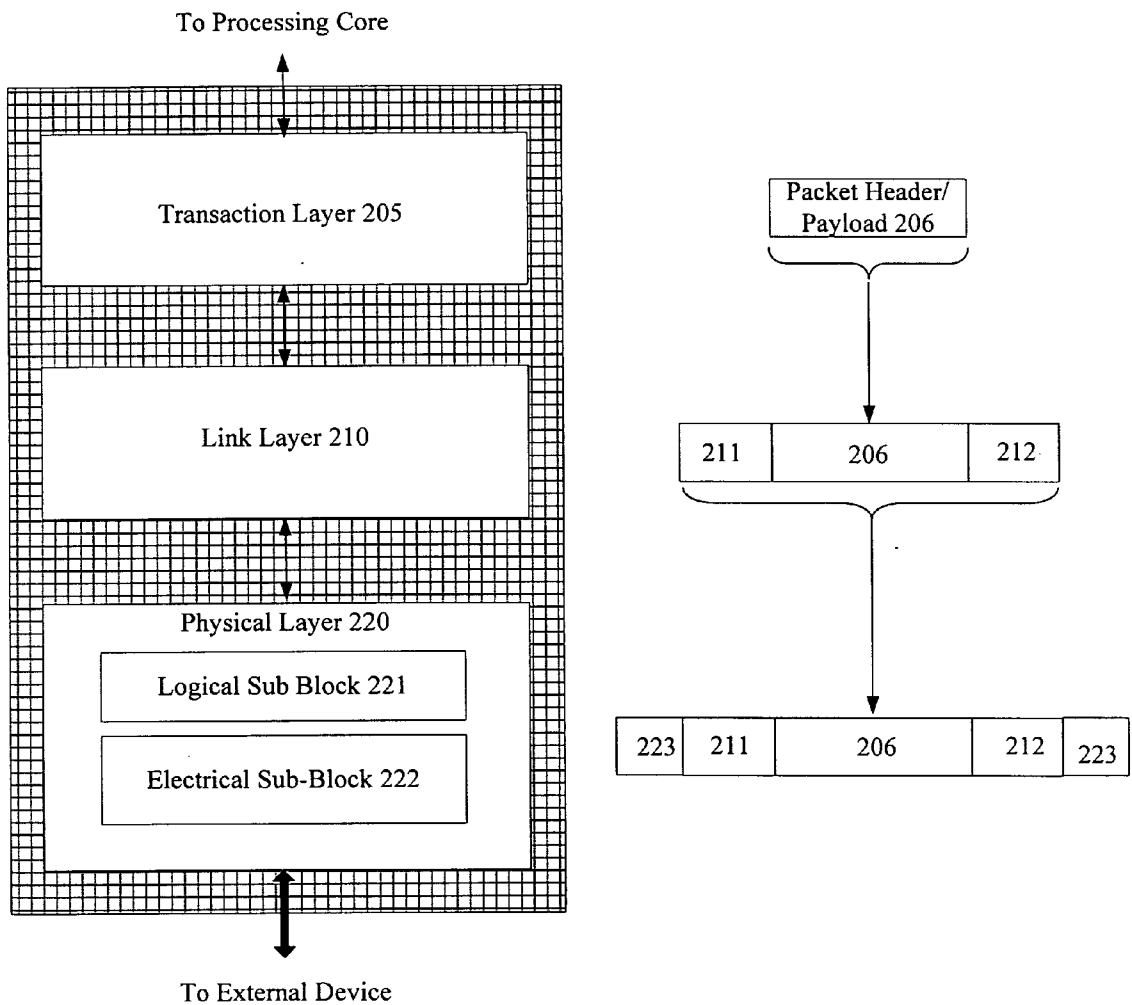 To Processing Core
Transaction Layer 205
Packet Header/
Payload 206
Link Layer 210
211 206 212
Physical Layer 220
Logical Sub Block 221
Electrical Sub-Block 222
223 211 206 212 223
To External Device